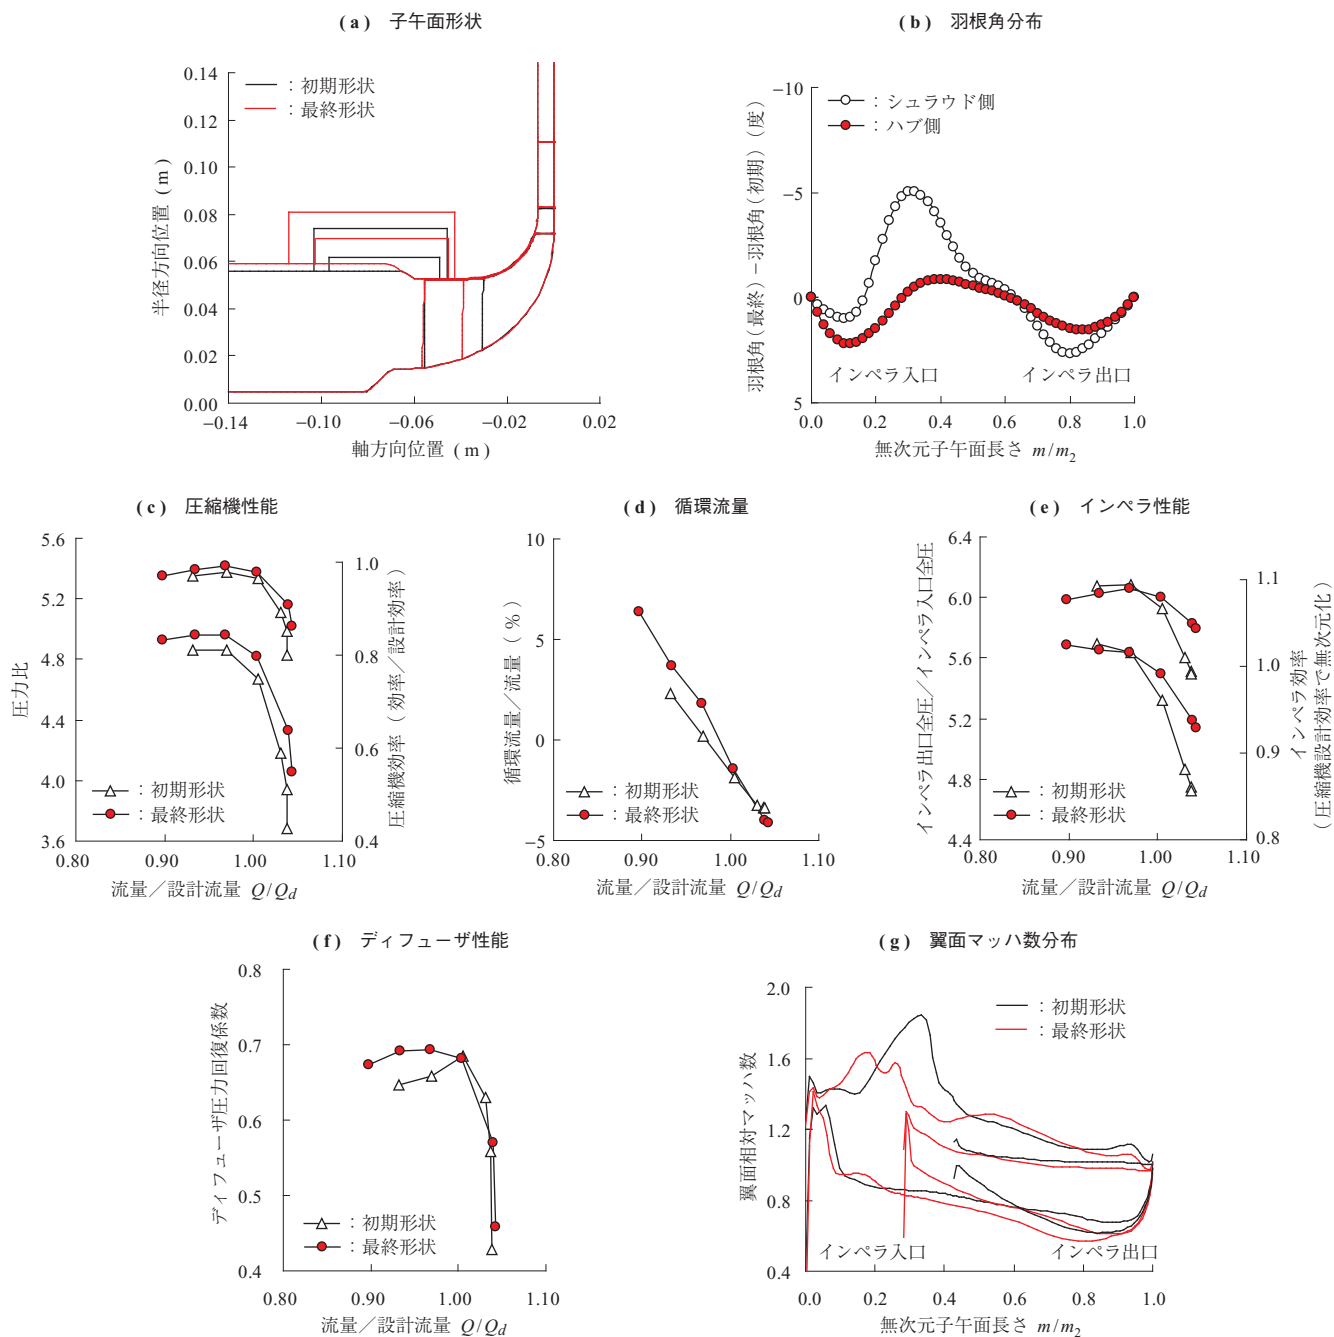 (a) 子午面形状
0.14
0.12
0.10
0.08
0.06
0.04
0.02
0.00
半径方向位置 (m)
：初期形状
：最終形状
−0.14
−0.10
−0.06
−0.02
0.02
軸方向位置 (m)
(b) 羽根角分布
−10
−5
0
5
羽根角(最終)−羽根角(初期) (度)
：シュラウド側
：ハブ側
インペラ入口
インペラ出口
0.0
0.2
0.4
0.6
0.8
1.0
無次元子午面長さ m/m2
(c) 圧縮機性能
5.6
5.2
4.8
4.4
4.0
3.6
圧力比
1.0
0.8
0.6
0.4
圧縮機効率 (効率／設計効率)
：初期形状
：最終形状
0.80
0.90
1.00
1.10
流量／設計流量 Q/Qd
(d) 循環流量
10
5
0
−5
循環流量／流量 (%)
：初期形状
：最終形状
0.80
0.90
1.00
1.10
流量／設計流量 Q/Qd
(e) インペラ性能
6.4
6.0
5.6
5.2
4.8
4.4
インペラ出口全圧／インペラ入口全圧
1.1
1.0
0.9
0.8
インペラ効率
(圧縮機設計効率で無次元化)
：初期形状
：最終形状
0.80
0.90
1.00
1.10
流量／設計流量 Q/Qd
(f) ディフューザ性能
0.8
0.7
0.6
0.5
0.4
ディフューザ圧力回復係数
：初期形状
：最終形状
0.80
0.90
1.00
1.10
流量／設計流量 Q/Qd
(g) 翼面マッハ数分布
2.0
1.6
1.2
0.8
0.4
翼面相対マッハ数
：初期形状
：最終形状
インペラ入口
インペラ出口
0.0
0.2
0.4
0.6
0.8
1.0
無次元子午面長さ m/m2